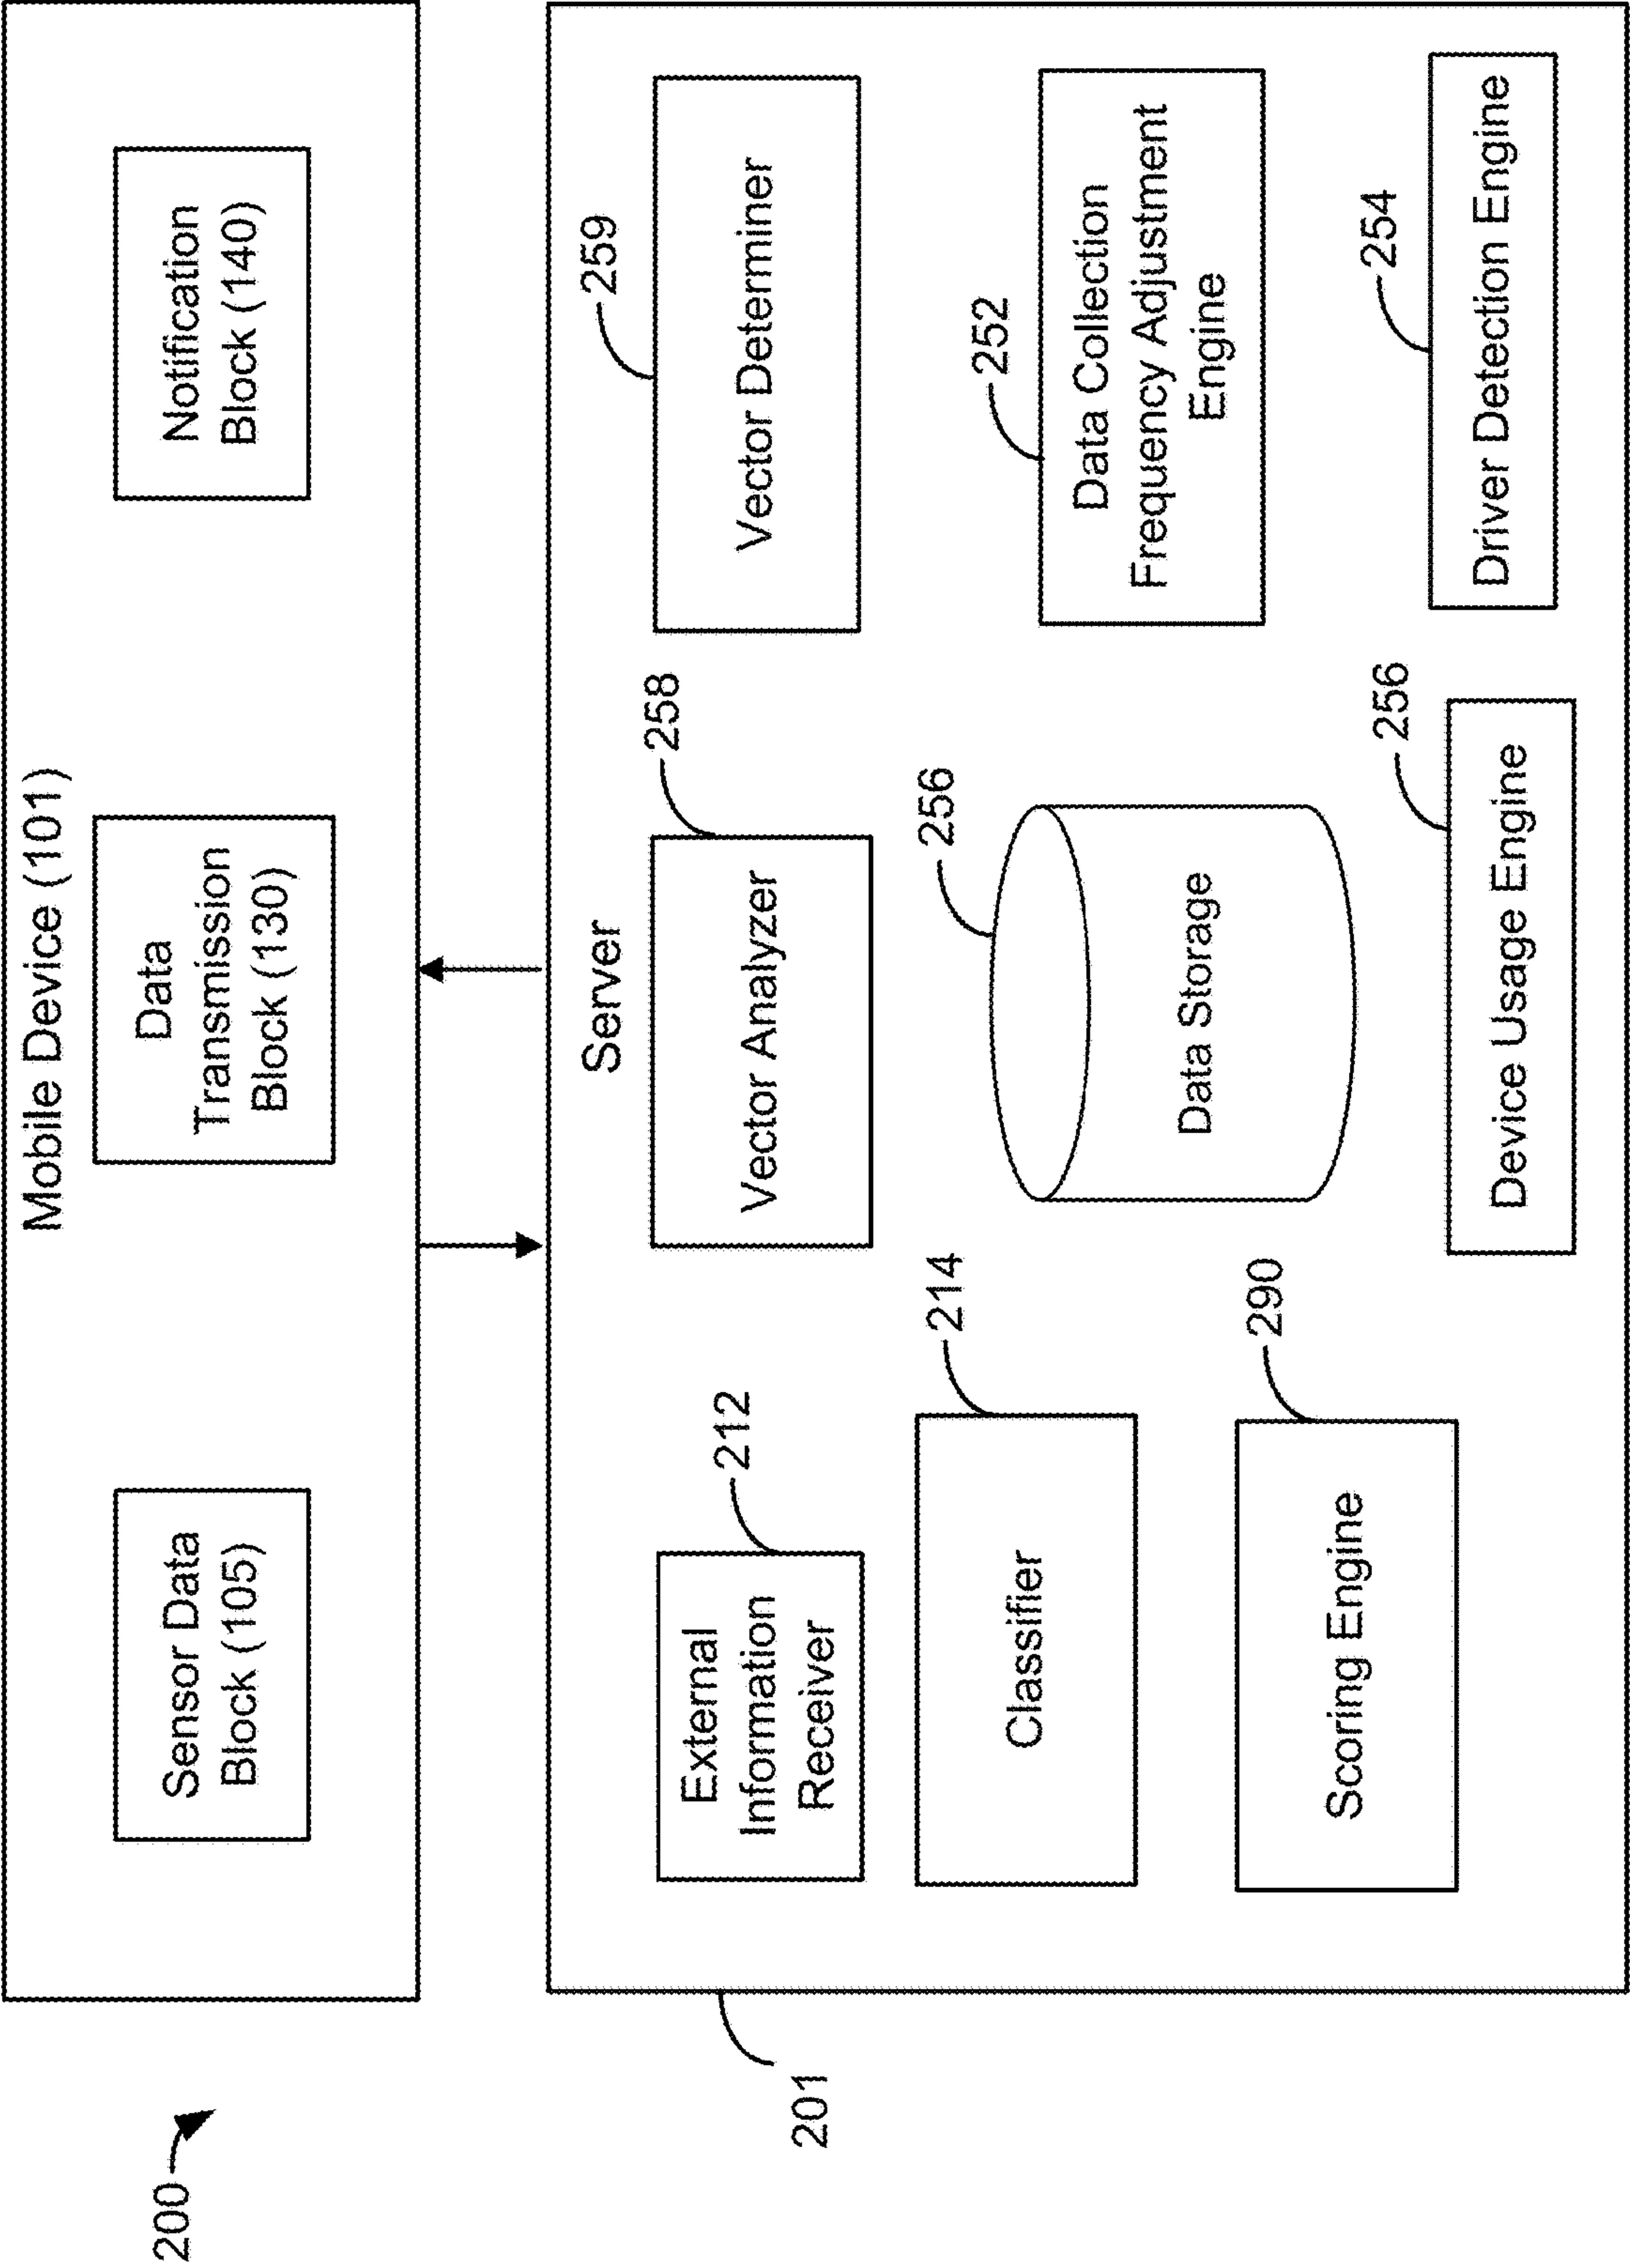 200
Mobile Device (101)
Sensor Data
Block (105)
Data
Transmission
Block (130)
Notification
Block (140)
201
Server
External
Information
Receiver
212
Vector Analyzer
258
Vector Determiner
259
Classifier
214
Data Storage
256
Data Collection
Frequency Adjustment
Engine
252
Scoring Engine
290
Device Usage Engine
256
Driver Detection Engine
254